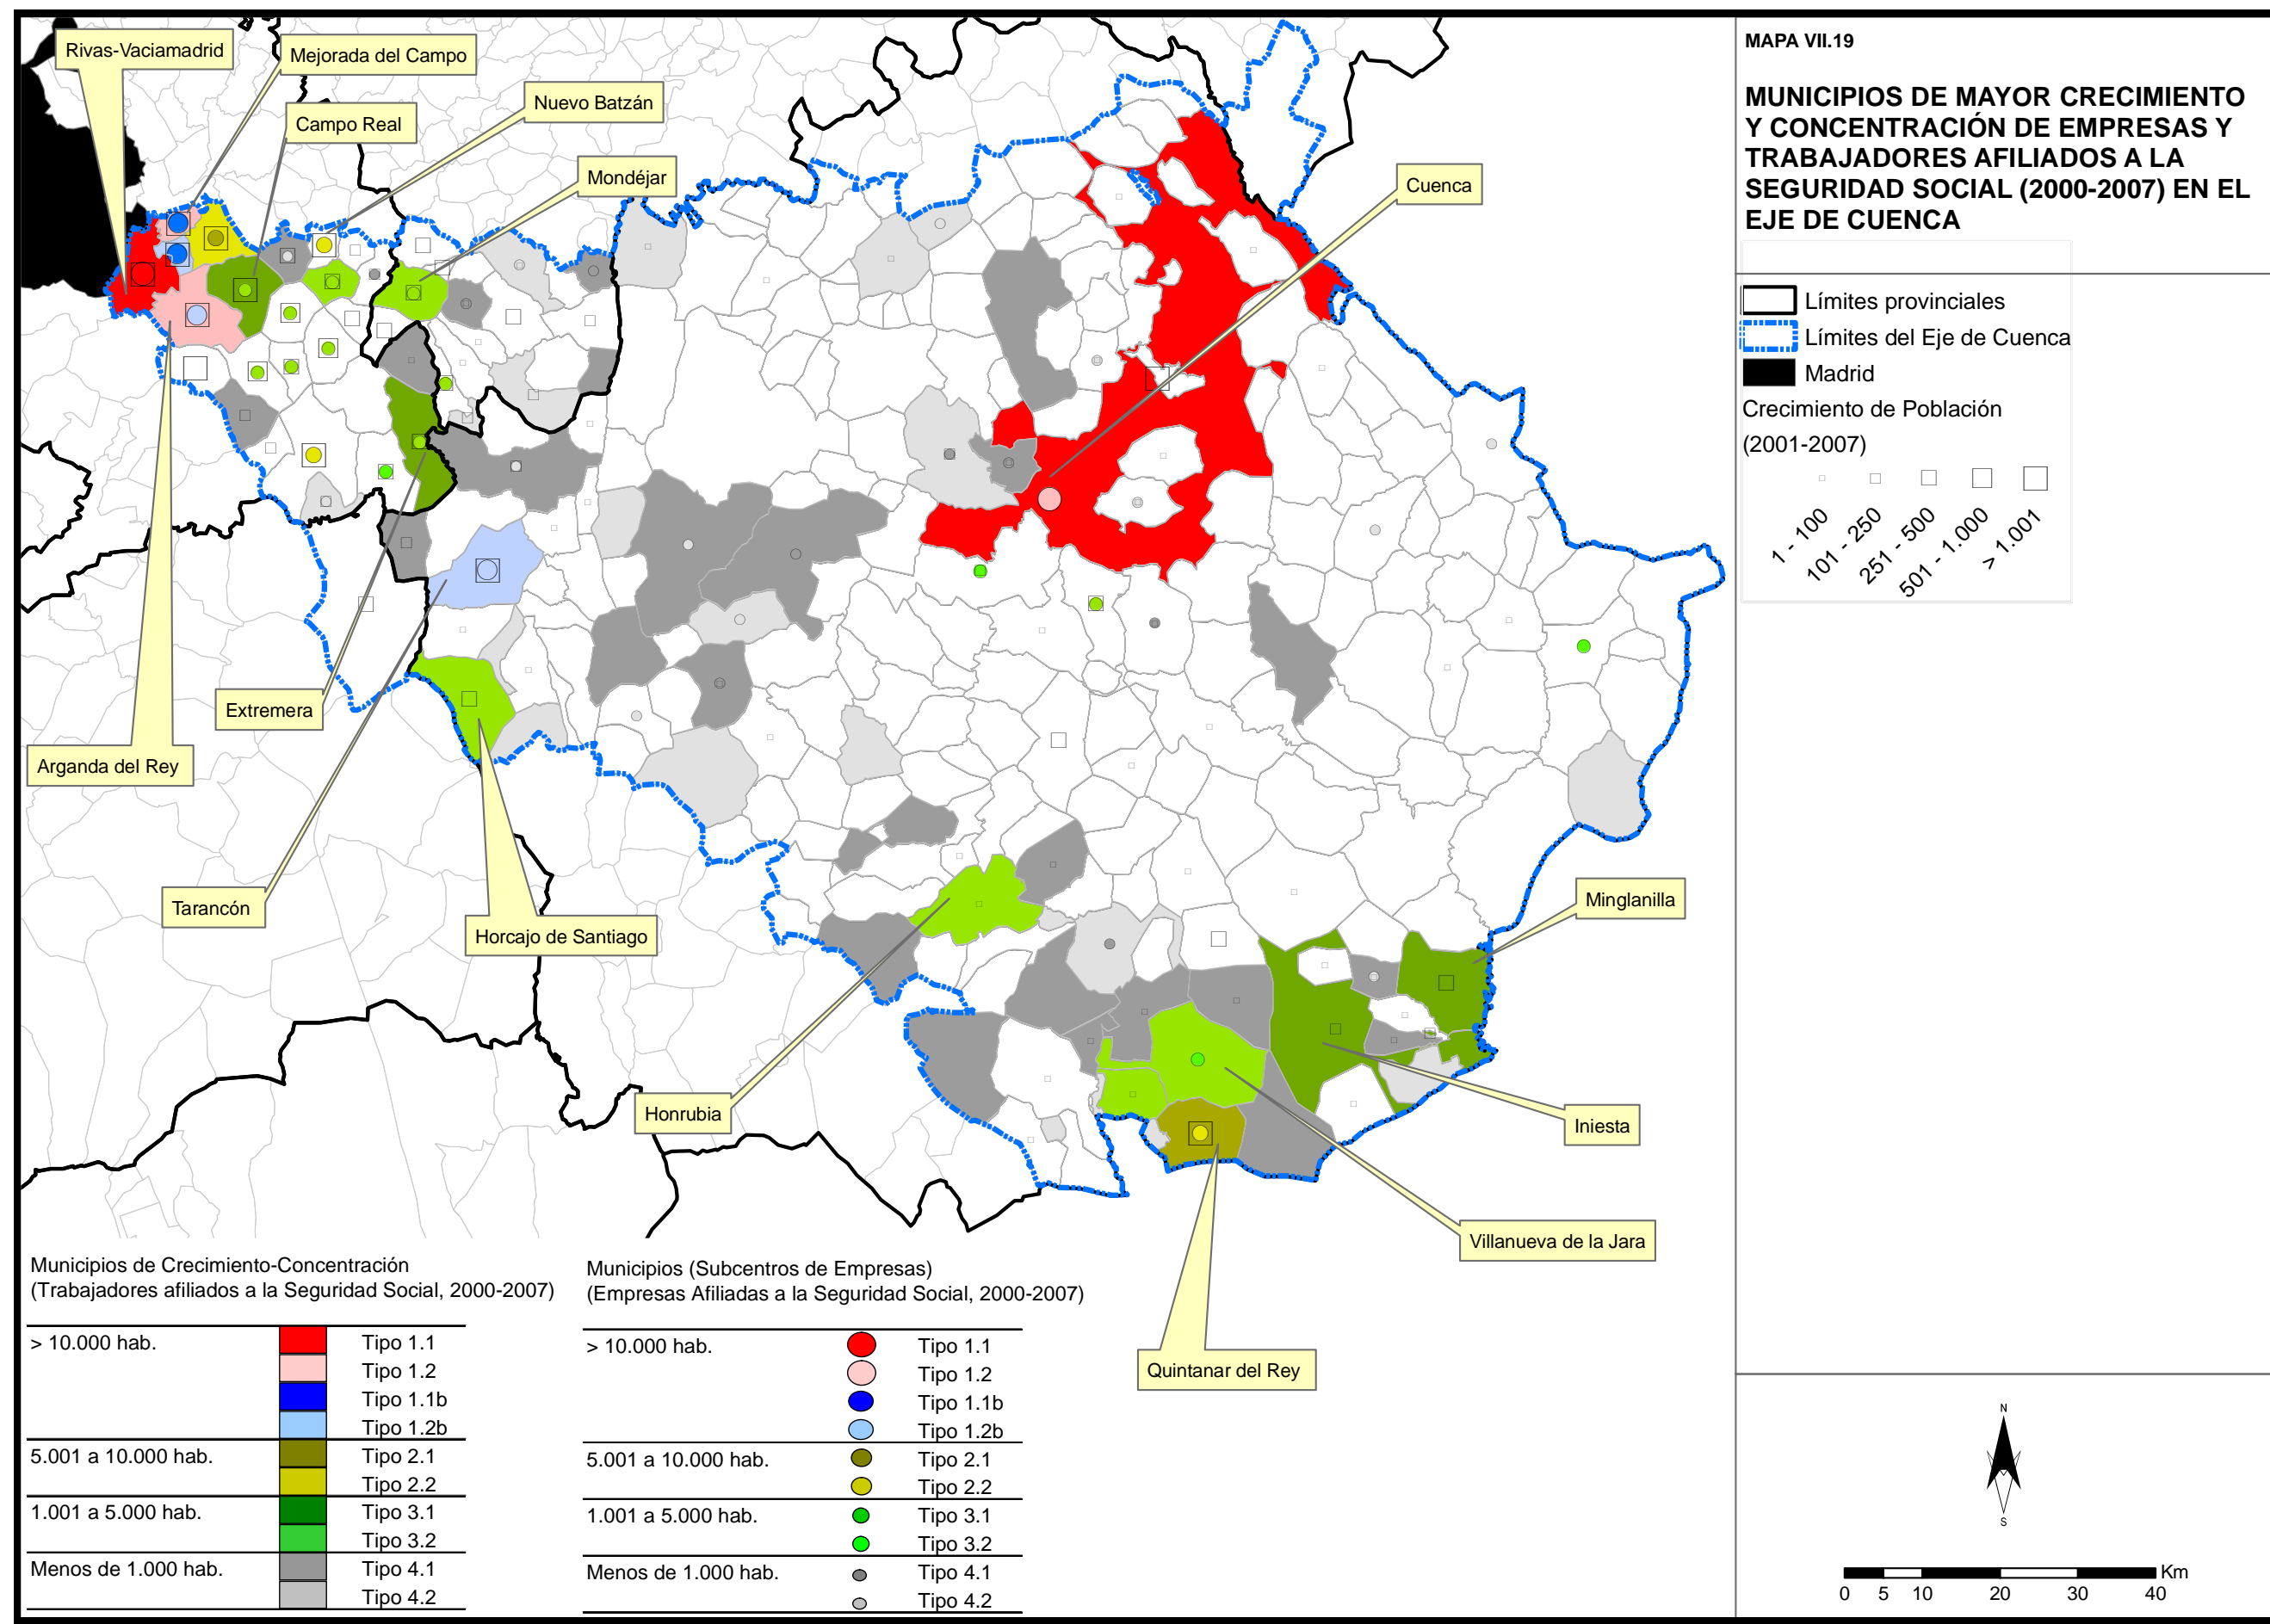 MAPA VII.19
MUNICIPIOS DE MAYOR CRECIMIENTO
Y CONCENTRACIÓN DE EMPRESAS Y
TRABAJADORES AFILIADOS A LA
SEGURIDAD SOCIAL (2000-2007) EN EL
EJE DE CUENCA
Límites provinciales
Límites del Eje de Cuenca
Madrid
Crecimiento de Población
(2001-2007)
1 - 100
101 - 250
251 - 500
501 - 1.000
> 1.001
Rivas-Vaciamadrid
Mejorada del Campo
Nuevo Batzán
Campo Real
Mondéjar
Cuenca
Extremera
Arganda del Rey
Tarancón
Horcajo de Santiago
Minglanilla
Honrubia
Iniesta
Villanueva de la Jara
Quintanar del Rey
Municipios de Crecimiento-Concentración
(Trabajadores afiliados a la Seguridad Social, 2000-2007)
> 10.000 hab.
Tipo 1.1
Tipo 1.2
Tipo 1.1b
Tipo 1.2b
5.001 a 10.000 hab.
Tipo 2.1
Tipo 2.2
1.001 a 5.000 hab.
Tipo 3.1
Tipo 3.2
Menos de 1.000 hab.
Tipo 4.1
Tipo 4.2
Municipios (Subcentros de Empresas)
(Empresas Afiliadas a la Seguridad Social, 2000-2007)
> 10.000 hab.
Tipo 1.1
Tipo 1.2
Tipo 1.1b
Tipo 1.2b
5.001 a 10.000 hab.
Tipo 2.1
Tipo 2.2
1.001 a 5.000 hab.
Tipo 3.1
Tipo 3.2
Menos de 1.000 hab.
Tipo 4.1
Tipo 4.2
N
S
Km
0 5 10 20 30 40